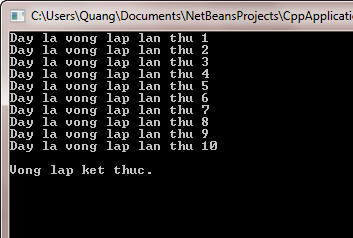 C:\Users\Quang\Documents\NetBeansProjects\CppApplicati
Day la vong lap lan thu 1
Day la vong lap lan thu 2
Day la vong lap lan thu 3
Day la vong lap lan thu 4
Day la vong lap lan thu 5
Day la vong lap lan thu 6
Day la vong lap lan thu 7
Day la vong lap lan thu 8
Day la vong lap lan thu 9
Day la vong lap lan thu 10
Vong lap ket thuc.